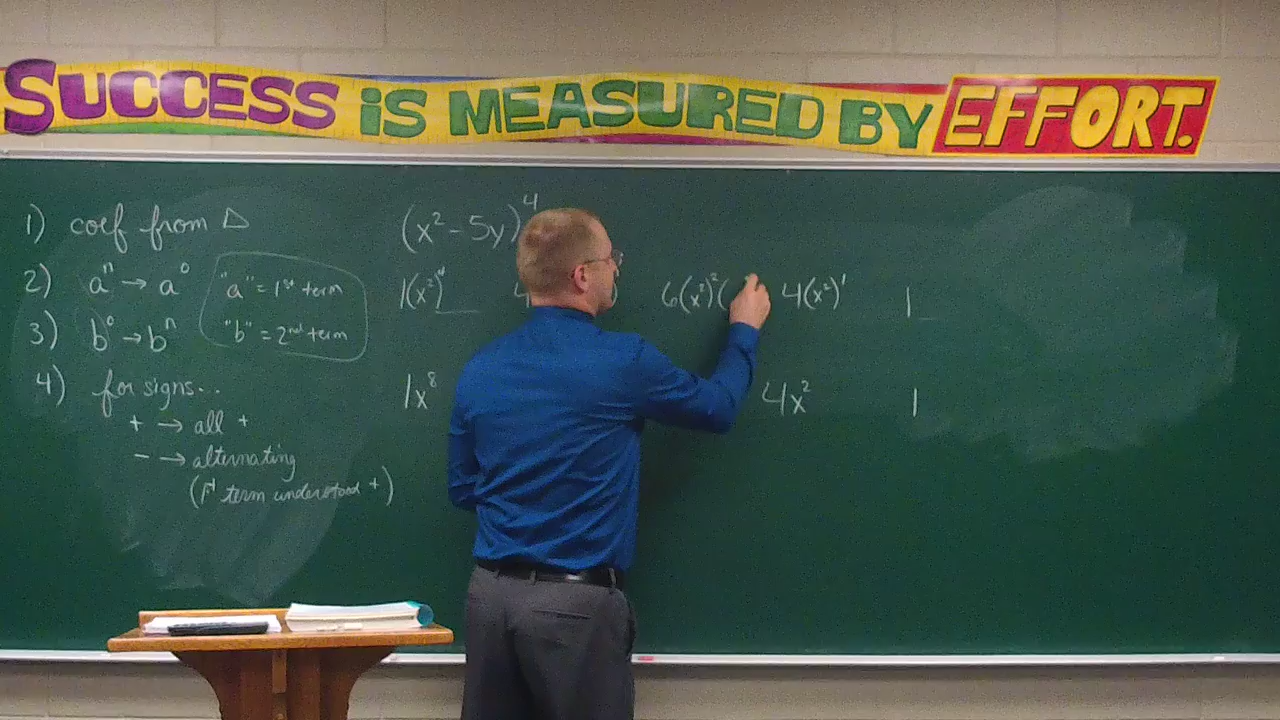 SUCCESS is MEASURED BY EFFORT.
1) coef from △
2) aⁿ → a⁰
3) b⁰ → bⁿ
"a" = 1st term
"b" = 2nd term
4) for signs...
+ → all +
− → alternating
(1st term understood +)
(x² − 5y)⁴
1(x²)⁴ 4 ) 6(x²)²( 4(x²)¹ 1
1x⁸ 4x² 1